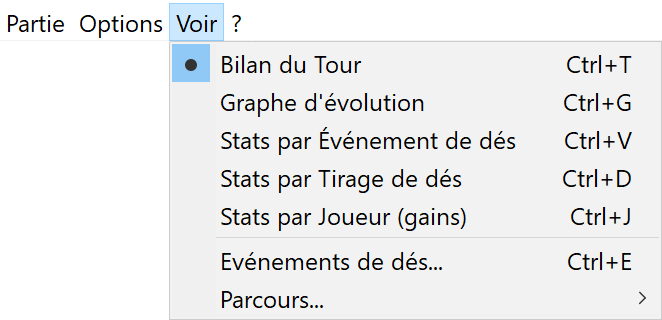 Partie Options Voir ?
Bilan du Tour Ctrl+T
Graphe d'évolution Ctrl+G
Stats par Événement de dés Ctrl+V
Stats par Tirage de dés Ctrl+D
Stats par Joueur (gains) Ctrl+J
Evénements de dés... Ctrl+E
Parcours...